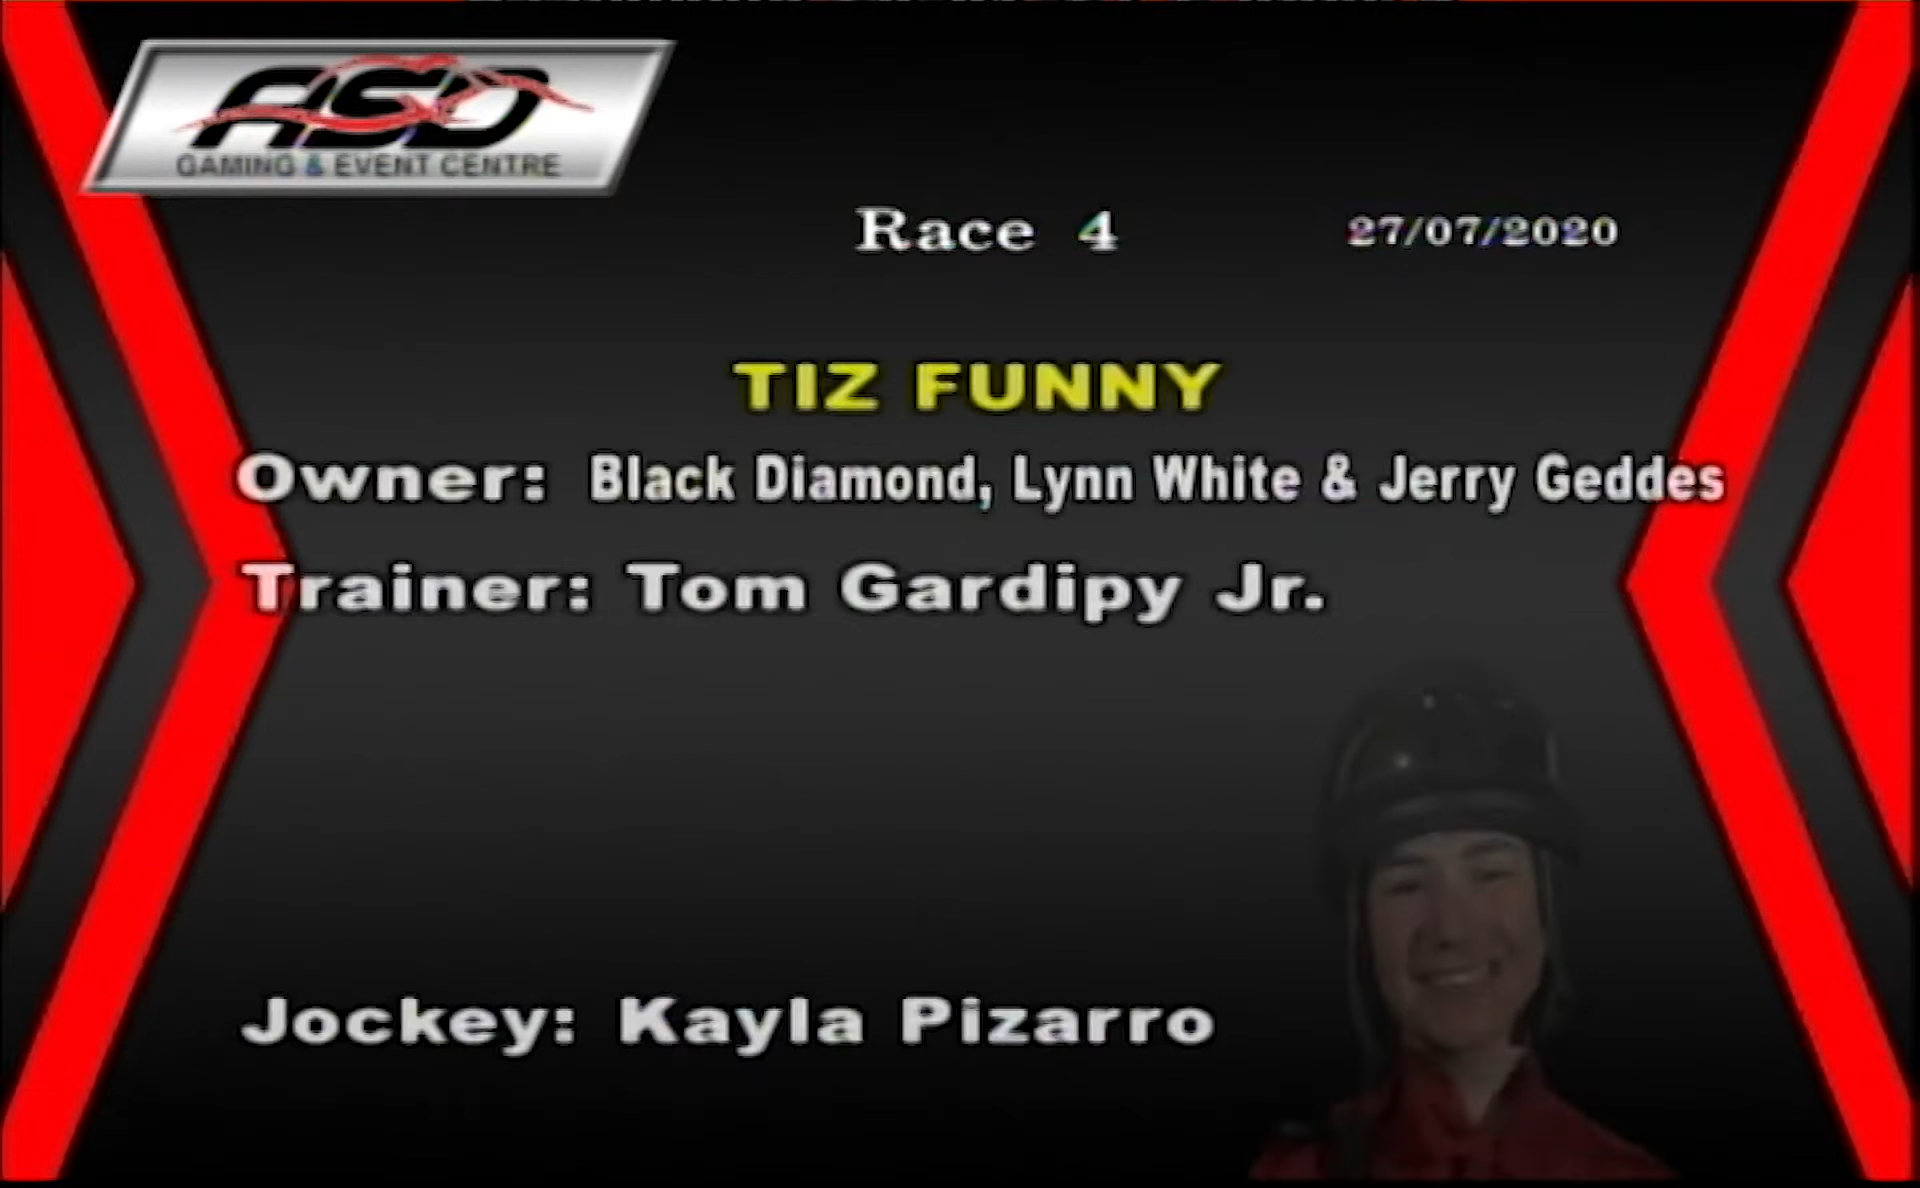 ASD
GAMING & EVENT CENTRE
Race 4 27/07/2020
TIZ FUNNY
Owner: Black Diamond, Lynn White & Jerry Geddes
Trainer: Tom Gardipy Jr.
Jockey: Kayla Pizarro